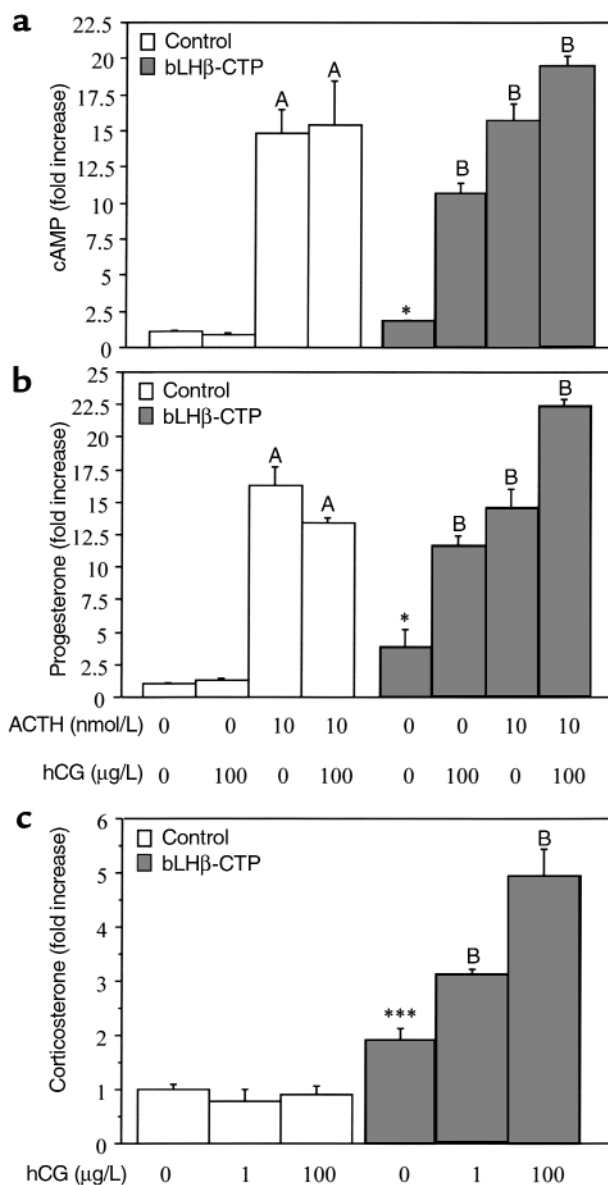 a
Control
bLHβ-CTP
cAMP (fold increase)
22.5
20
17.5
15
12.5
10
7.5
5
2.5
0
A
A
*
B
B
B
b
Control
bLHβ-CTP
Progesterone (fold increase)
25
22.5
20
17.5
15
12.5
10
7.5
5
2.5
0
A
A
*
B
B
B
ACTH (nmol/L) 0 0 10 10 0 0 10 10
hCG (μg/L) 0 100 0 100 0 100 0 100
c
Control
bLHβ-CTP
Corticosterone (fold increase)
6
5
4
3
2
1
0
***
B
B
hCG (μg/L) 0 1 100 0 1 100